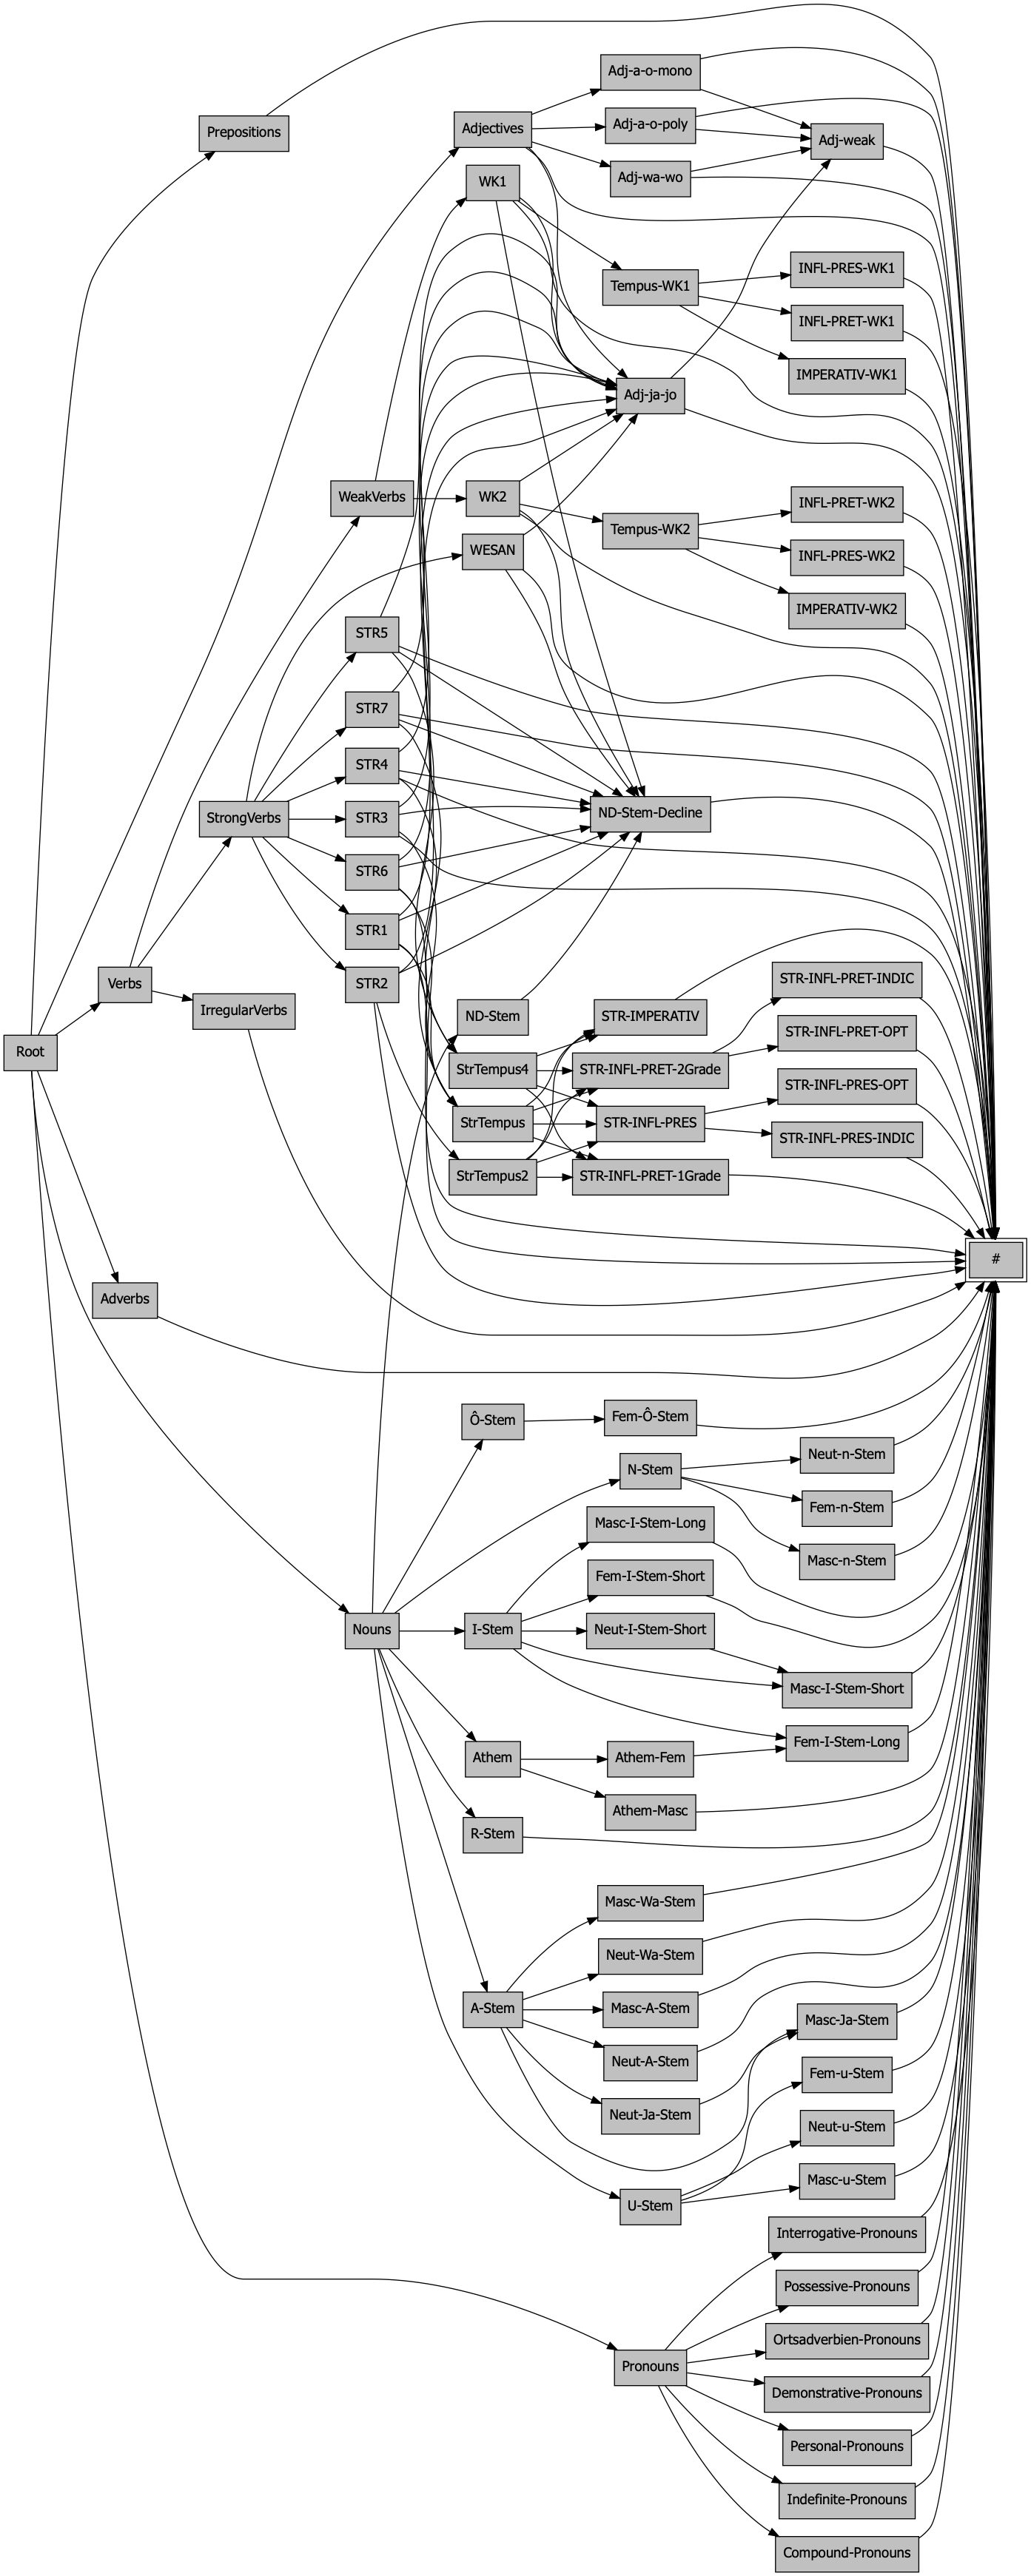 Adj-a-o-mono
Prepositions
Adjectives
Adj-a-o-poly
Adj-weak
WK1
Adj-wa-wo
Tempus-WK1
INFL-PRES-WK1
INFL-PRET-WK1
IMPERATIV-WK1
Adj-ja-jo
WeakVerbs
WK2
INFL-PRET-WK2
Tempus-WK2
WESAN
INFL-PRES-WK2
IMPERATIV-WK2
STR5
STR7
STR4
StrongVerbs
STR3
ND-Stem-Decline
STR6
STR1
Verbs
STR2
STR-INFL-PRET-INDIC
IrregularVerbs
ND-Stem
STR-IMPERATIV
STR-INFL-PRET-OPT
Root
StrTempus4
STR-INFL-PRET-2Grade
STR-INFL-PRES-OPT
StrTempus
STR-INFL-PRES
STR-INFL-PRES-INDIC
StrTempus2
STR-INFL-PRET-1Grade
#
Adverbs
Ô-Stem
Fem-Ô-Stem
Neut-n-Stem
N-Stem
Fem-n-Stem
Masc-I-Stem-Long
Masc-n-Stem
Fem-I-Stem-Short
Nouns
I-Stem
Neut-I-Stem-Short
Masc-I-Stem-Short
Fem-I-Stem-Long
Athem
Athem-Fem
Athem-Masc
R-Stem
Masc-Wa-Stem
Neut-Wa-Stem
A-Stem
Masc-A-Stem
Masc-Ja-Stem
Neut-A-Stem
Fem-u-Stem
Neut-Ja-Stem
Neut-u-Stem
Masc-u-Stem
U-Stem
Interrogative-Pronouns
Possessive-Pronouns
Ortsadverbien-Pronouns
Pronouns
Demonstrative-Pronouns
Personal-Pronouns
Indefinite-Pronouns
Compound-Pronouns